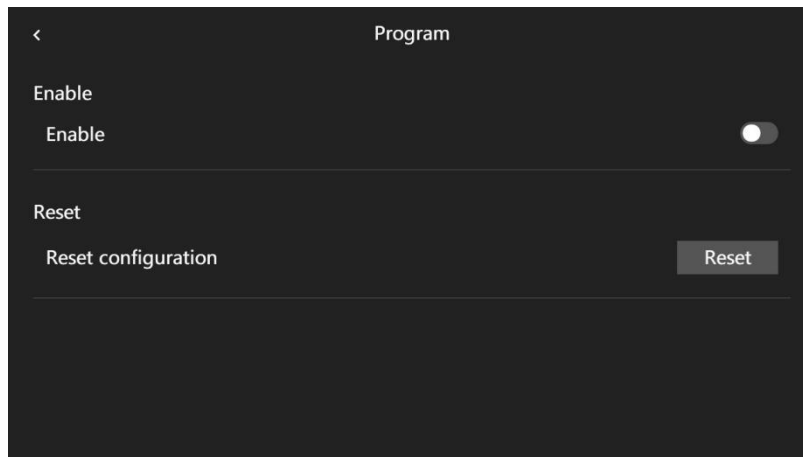 Program
Enable
Enable
Reset
Reset configuration
Reset